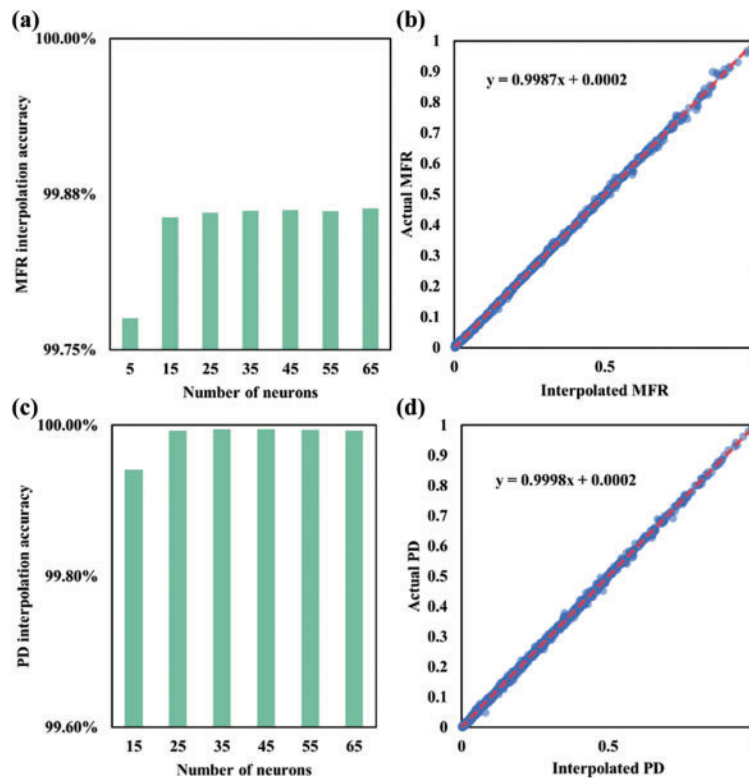 (a)
100.00%
99.88%
99.75%
MFR interpolation accuracy
5 15 25 35 45 55 65
Number of neurons
(b)
1
0.9
0.8
0.7
0.6
0.5
0.4
0.3
0.2
0.1
0
Actual MFR
y = 0.9987x + 0.0002
0 0.5 1
Interpolated MFR
(c)
100.00%
99.80%
99.60%
PD interpolation accuracy
15 25 35 45 55 65
Number of neurons
(d)
1
0.9
0.8
0.7
0.6
0.5
0.4
0.3
0.2
0.1
0
Actual PD
y = 0.9998x + 0.0002
0 0.5 1
Interpolated PD